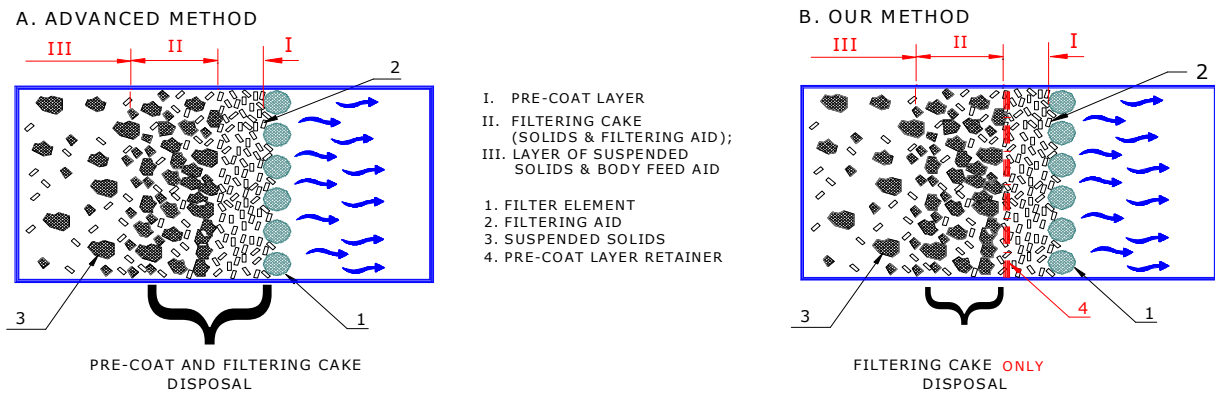 A. ADVANCED METHOD
III
II
I
2
3
1
PRE-COAT AND FILTERING CAKE
DISPOSAL
I. PRE-COAT LAYER
II. FILTERING CAKE
(SOLIDS & FILTERING AID);
III. LAYER OF SUSPENDED
SOLIDS & BODY FEED AID
1. FILTER ELEMENT
2. FILTERING AID
3. SUSPENDED SOLIDS
4. PRE-COAT LAYER RETAINER
B. OUR METHOD
III
II
I
2
3
4
1
FILTERING CAKE ONLY
DISPOSAL